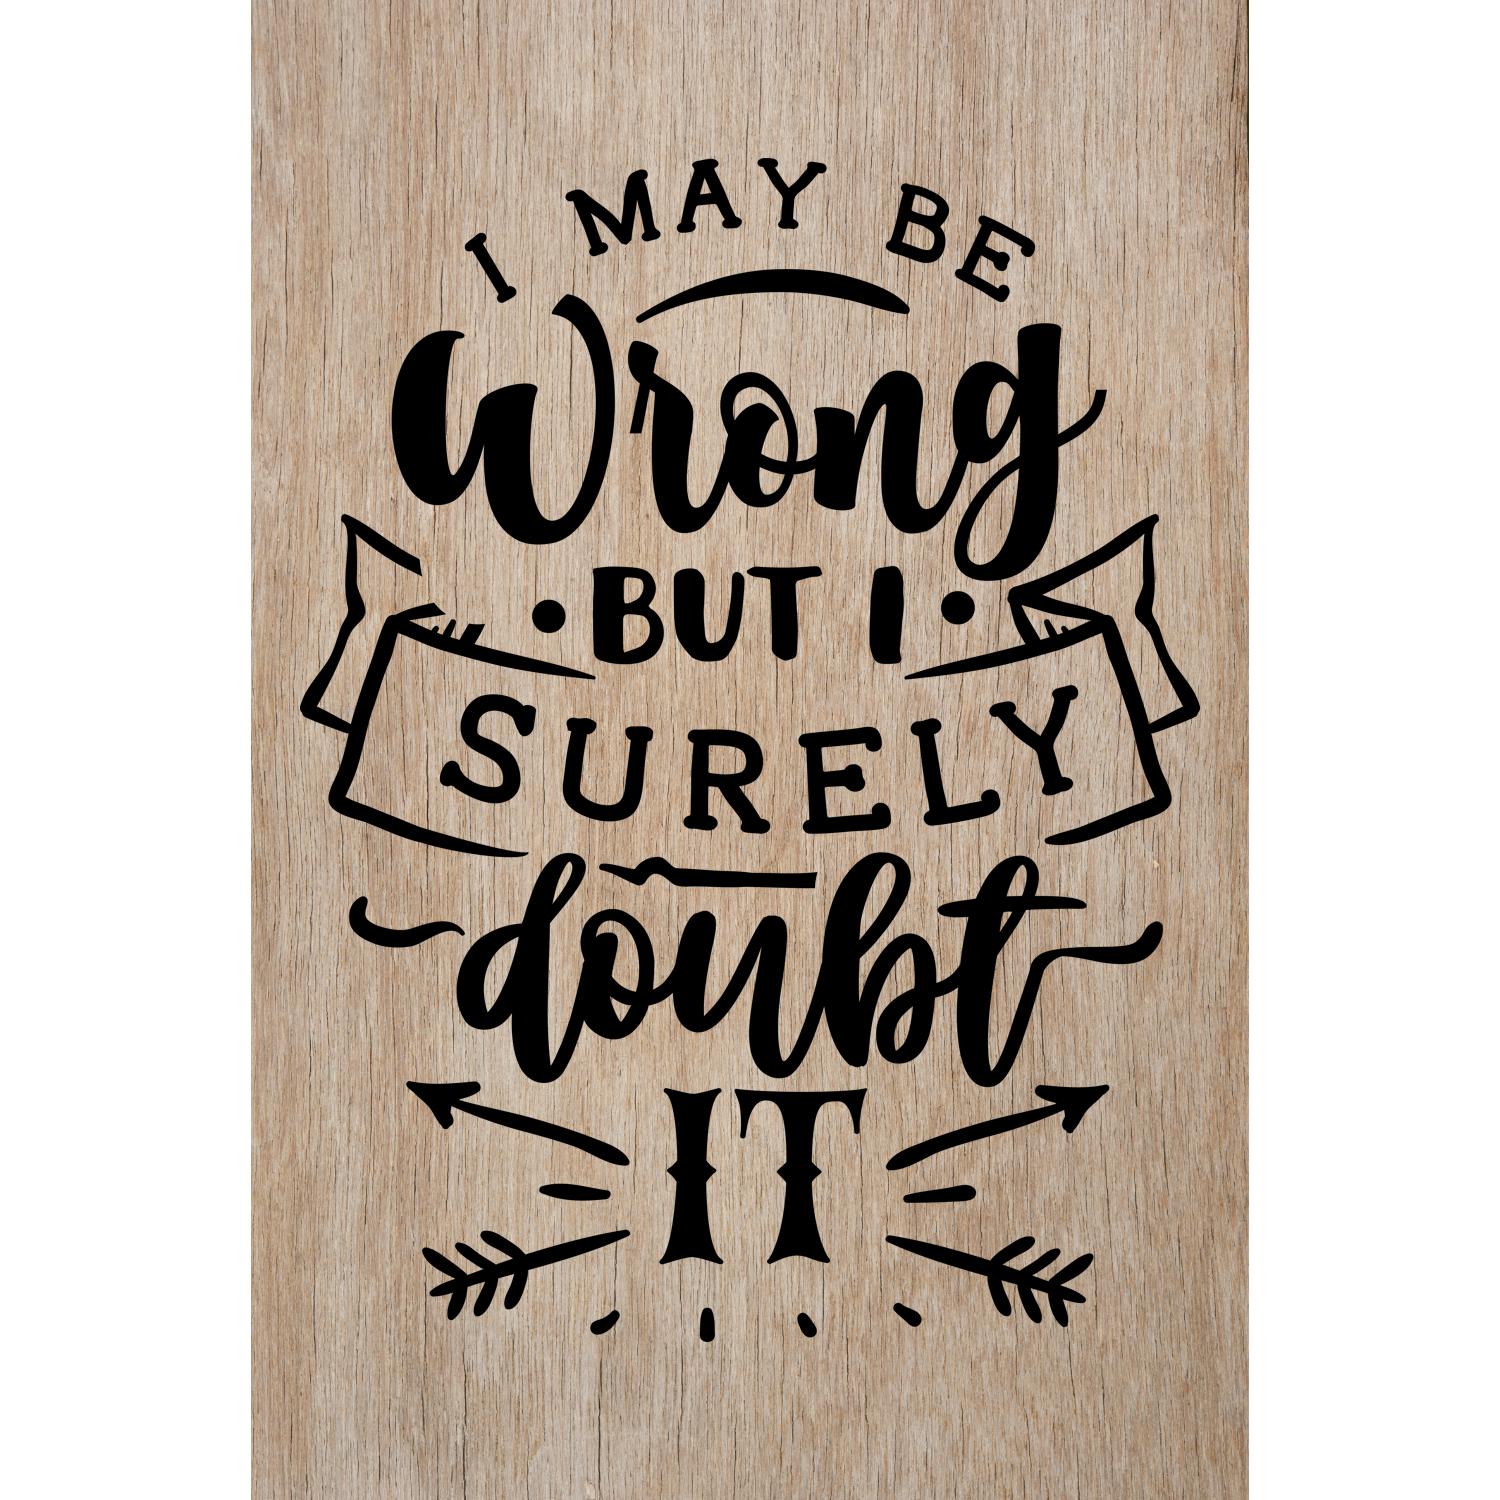 I MAY BE
Wrong
• BUT I •
SURELY
doubt
IT